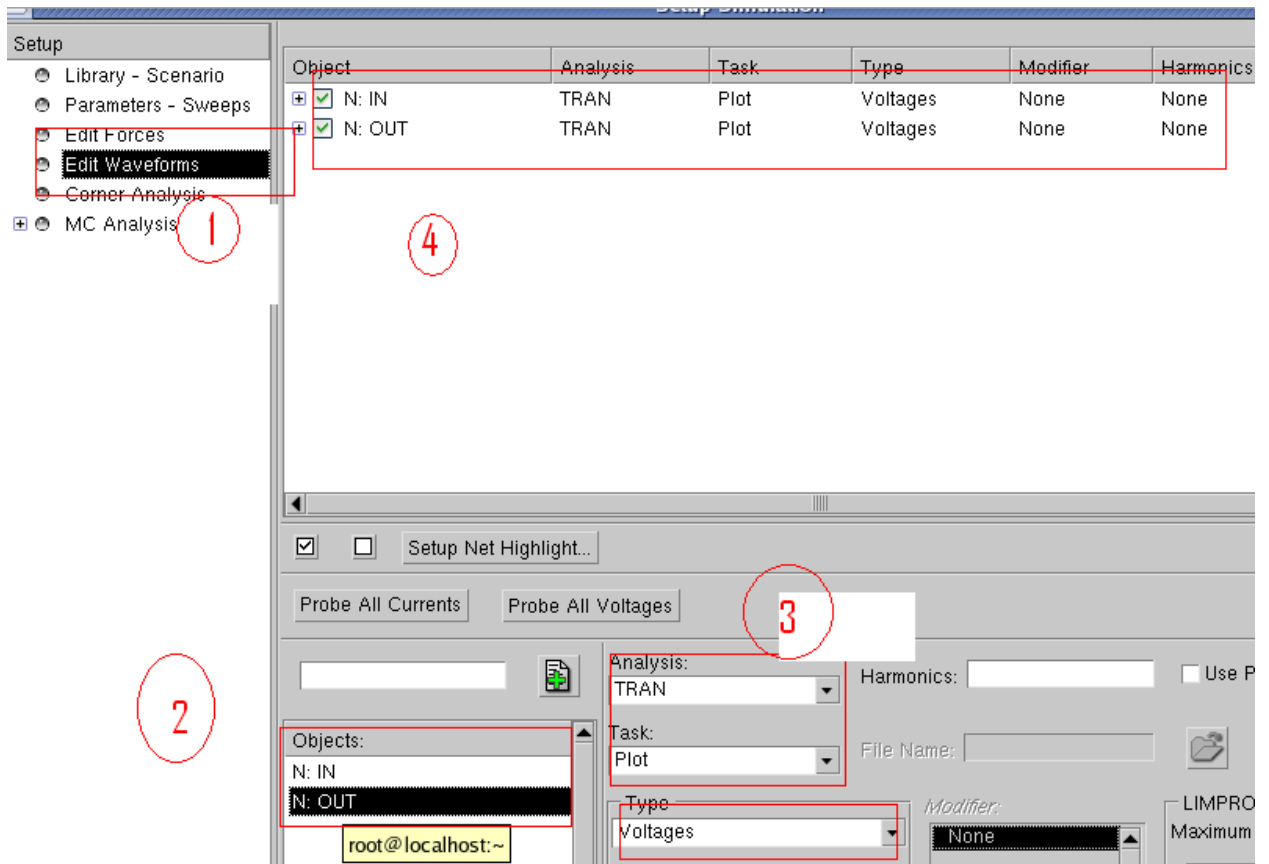 Setup Simulation
Setup
Library - Scenario
Parameters - Sweeps
Edit Forces
Edit Waveforms
Corner Analysis
MC Analysis
1
Object Analysis Task Type Modifier Harmonics
N: IN TRAN Plot Voltages None None
N: OUT TRAN Plot Voltages None None
4
Setup Net Highlight...
Probe All Currents Probe All Voltages
3
2
Analysis:
TRAN
Harmonics:
Use P
Task:
Plot
File Name:
Objects:
N: IN
N: OUT
root@localhost:~
Type
Voltages
Modifier:
None
LIMPRO
Maximum